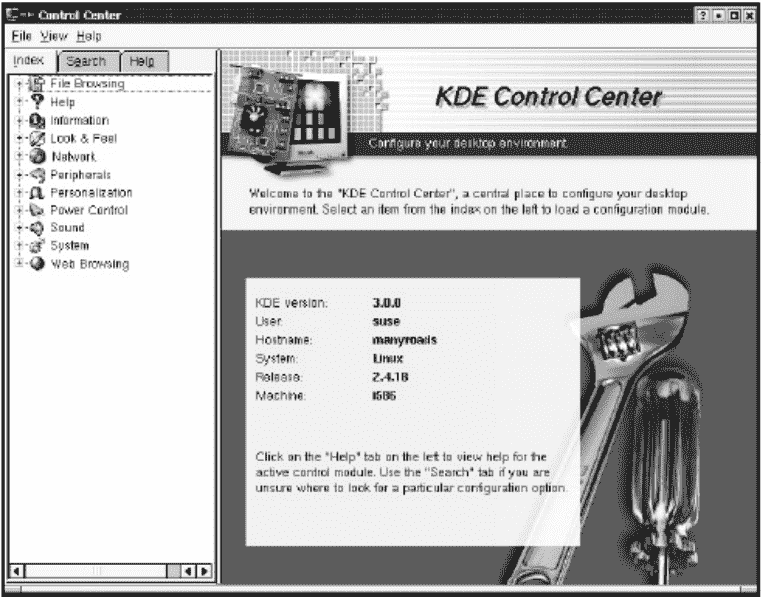 Control Center
File View Help
Index Search Help
File Browsing
Help
Information
Look & Feel
Network
Peripherals
Personalization
Power Control
Sound
System
Web Browsing
KDE Control Center
Configure your desktop environment
Welcome to the "KDE Control Center", a central place to configure your desktop
environment. Select an item from the index on the left to load a configuration module.
KDE version: 3.0.0
User: suse
Hostname: manyroads
System: Linux
Release: 2.4.18
Machine: i586
Click on the "Help" tab on the left to view help for the
active control module. Use the "Search" tab if you are
unsure where to look for a particular configuration option.